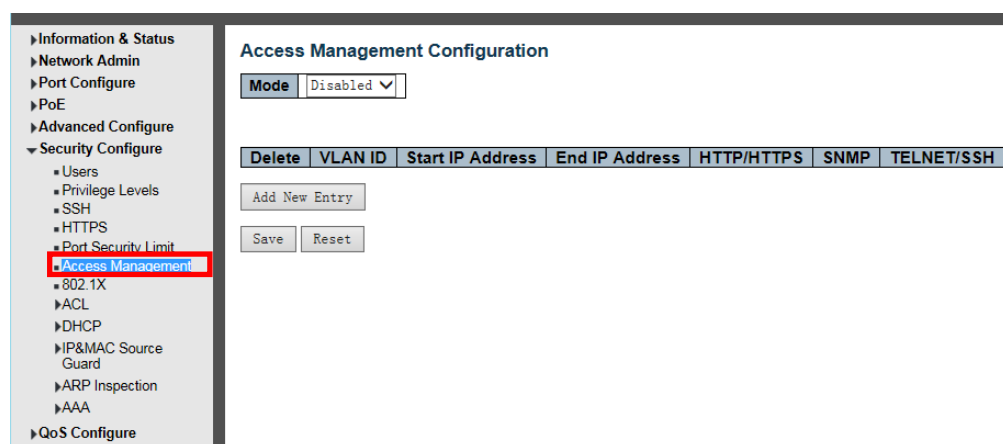 Information & Status
Network Admin
Port Configure
PoE
Advanced Configure
Security Configure
Users
Privilege Levels
SSH
HTTPS
Port Security Limit
Access Management
802.1X
ACL
DHCP
IP&MAC Source
Guard
ARP Inspection
AAA
QoS Configure
Access Management Configuration
Mode Disabled
Delete VLAN ID Start IP Address End IP Address HTTP/HTTPS SNMP TELNET/SSH
Add New Entry
Save Reset